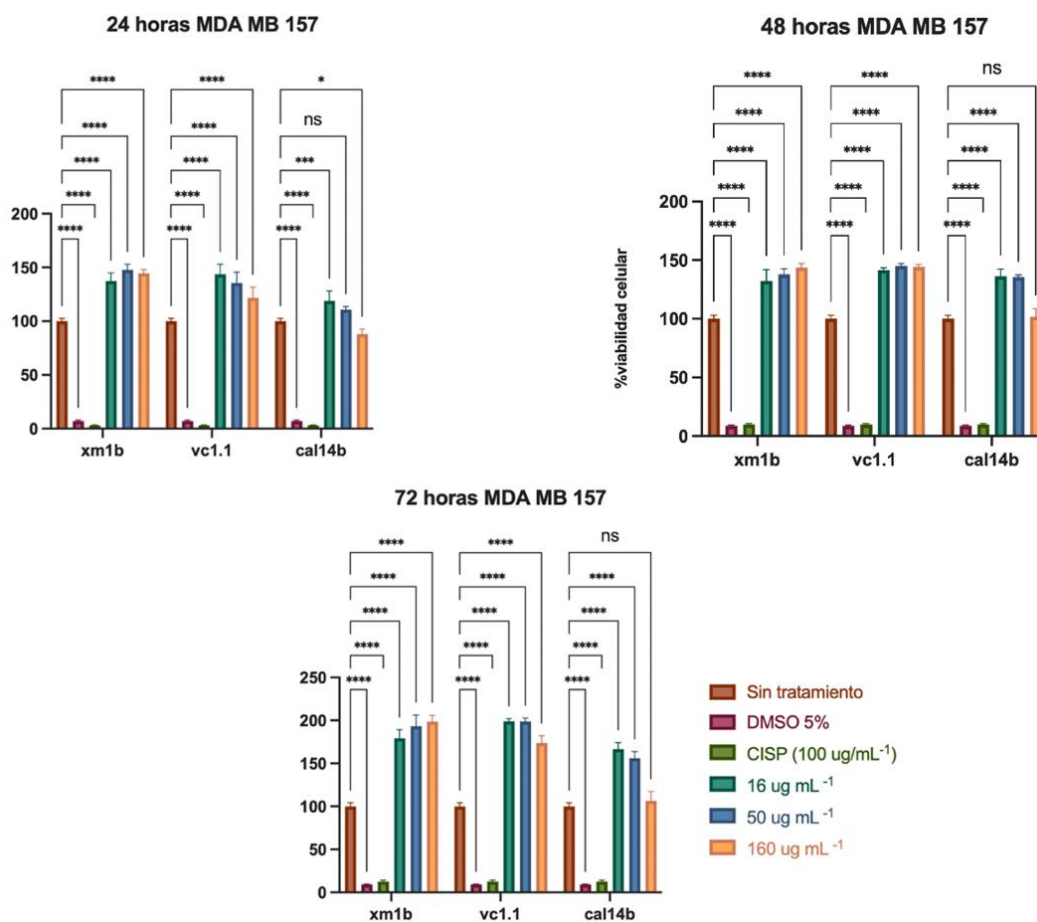 24 horas MDA MB 157
**** **** *
**** **** ns
**** **** ***
**** **** ****
**** **** ****
200
150
100
50
0
xm1b vc1.1 cal14b
48 horas MDA MB 157
**** **** ns
**** **** ****
**** **** ****
**** **** ****
**** **** ****
%viabilidad celular
200
150
100
50
0
xm1b vc1.1 cal14b
72 horas MDA MB 157
**** **** ns
**** **** ****
**** **** ****
**** **** ****
**** **** ****
250
200
150
100
50
0
xm1b vc1.1 cal14b
Sin tratamiento
DMSO 5%
CISP (100 ug/mL⁻¹)
16 ug mL ⁻¹
50 ug mL ⁻¹
160 ug mL ⁻¹